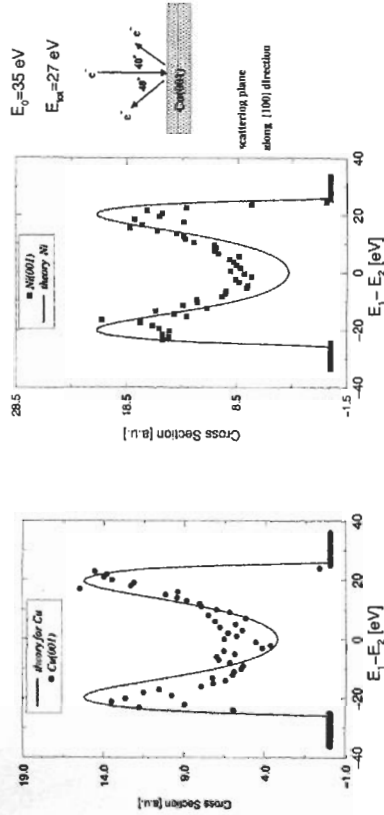 19.0
14.0
9.0
4.0
-1.0
-40
-20
0
20
40
Cross Section [a.u.]
E₁-E₂ [eV]
theory for Cu
Cu(001)
28.5
18.5
8.5
-1.5
-40
-20
0
20
40
Cross Section [a.u.]
E₁- E₂ [eV]
Ni(001)
theory Ni
E₀=35 eV
Etot=27 eV
e⁻
e⁻
e⁻
40°
40°
Cu(001)
scattering plane
along [100] direction